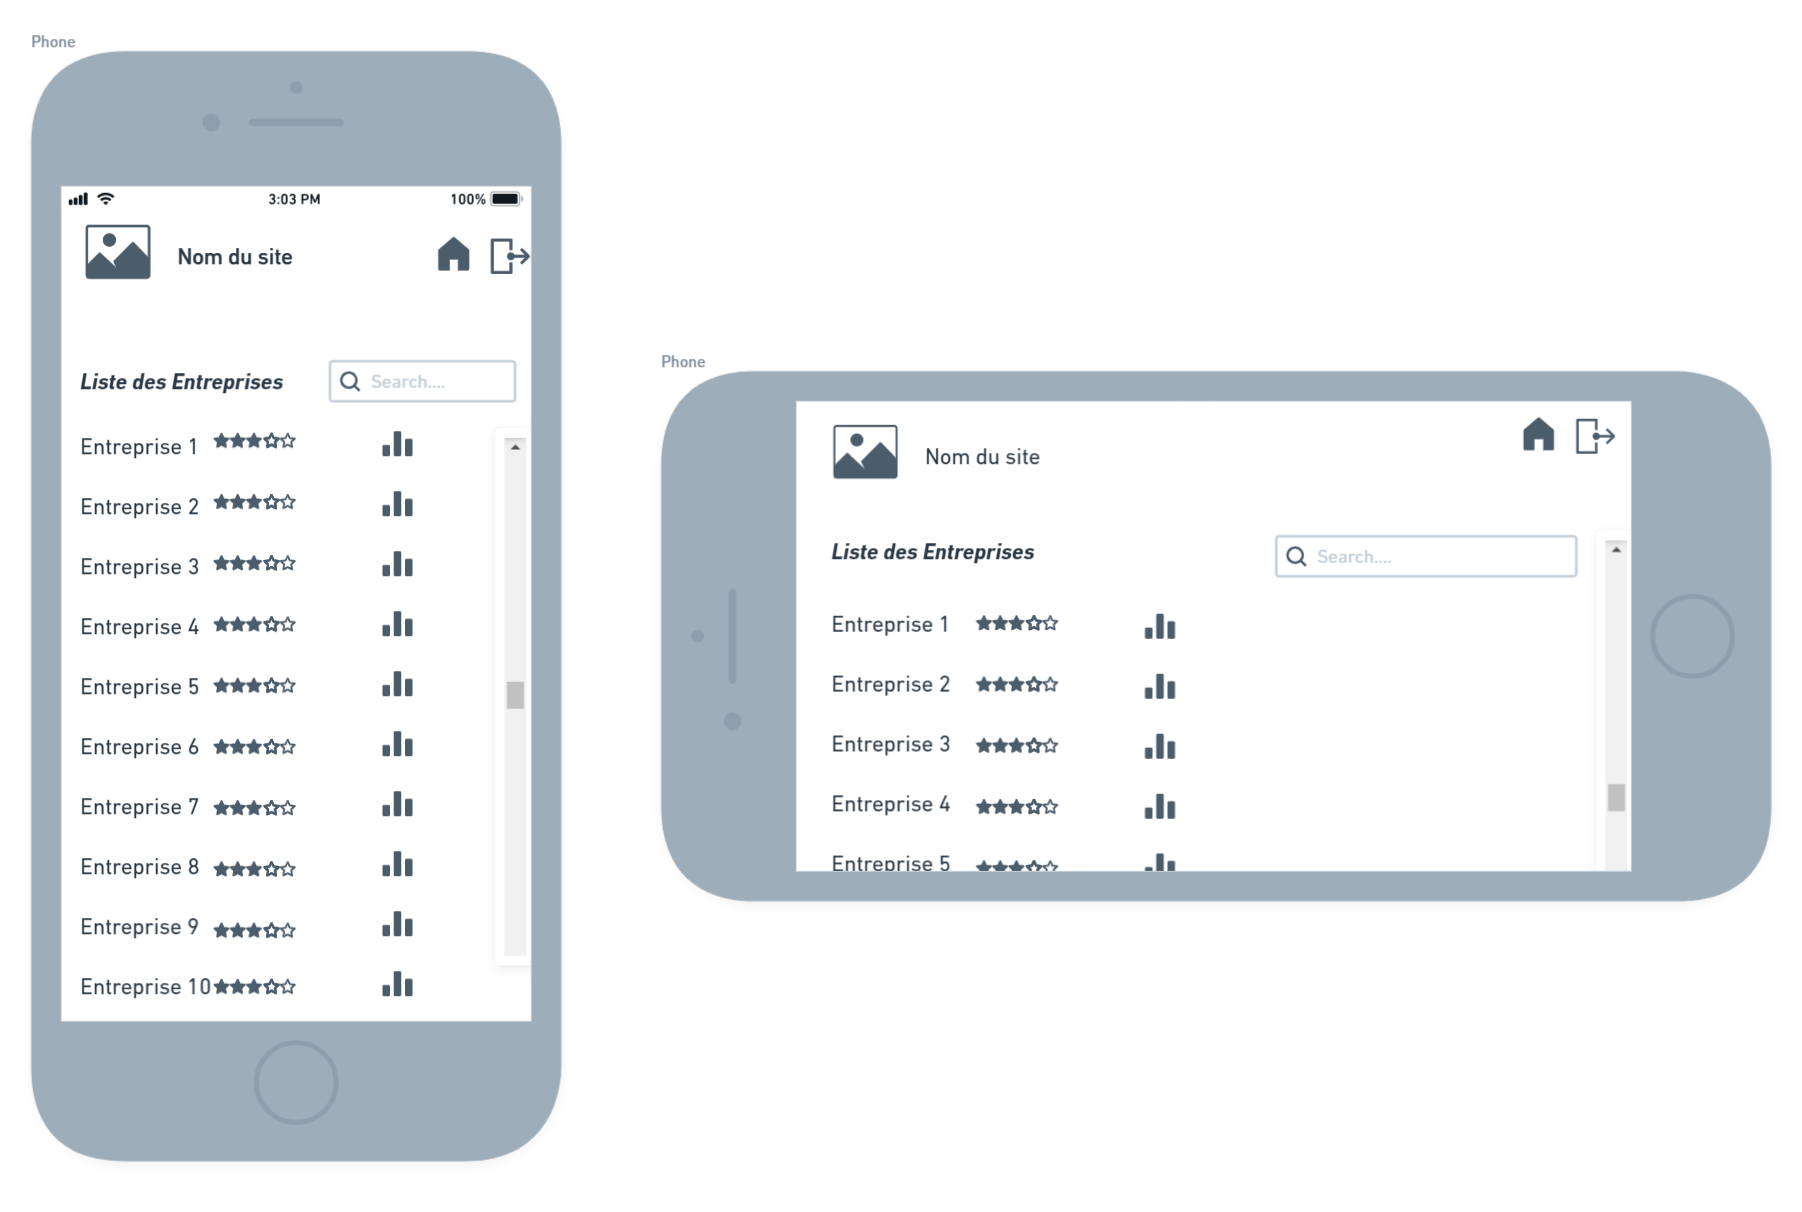 Phone
3:03 PM
100%
Nom du site
Liste des Entreprises
Search....
Entreprise 1
Entreprise 2
Entreprise 3
Entreprise 4
Entreprise 5
Entreprise 6
Entreprise 7
Entreprise 8
Entreprise 9
Entreprise 10
Phone
Nom du site
Liste des Entreprises
Search....
Entreprise 1
Entreprise 2
Entreprise 3
Entreprise 4
Entreprise 5